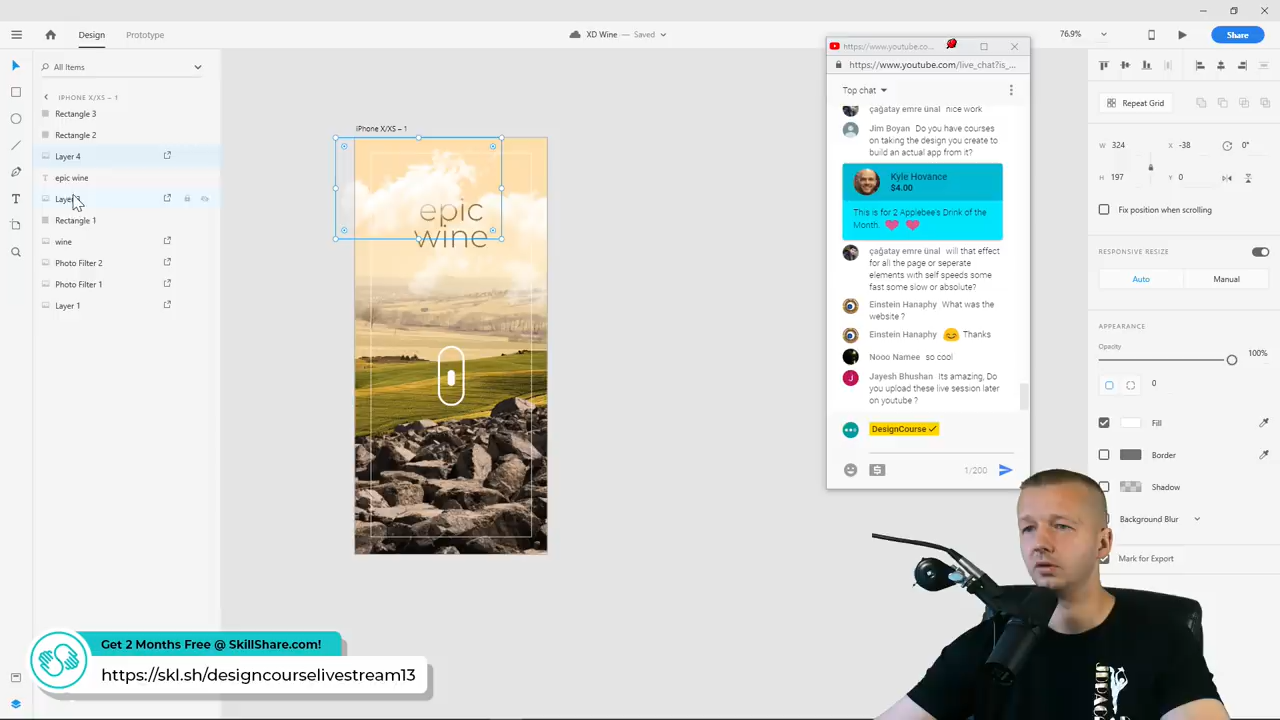 Design
Prototype
XD Wine – Saved
76.9%
Share
All Items
IPHONE X/XS – 1
Rectangle 3
Rectangle 2
Layer 4
epic wine
Rectangle 1
wine
Photo Filter 2
Photo Filter 1
Layer 1
iPhone X/XS – 1
epic
wine
https://www.youtube.co...
https://www.youtube.com/live_chat?is_...
Top chat
çağatay emre ünal nice work
Jim Boyan Do you have courses
on taking the design you create to
build an actual app from it?
Kyle Hovance
$4.00
This is for 2 Applebee's Drink of the
Month.
çağatay emre ünal will that effect
for all the page or seperate
elements with self speeds some
fast some slow or absolute?
Einstein Hanaphy What was the
website ?
Einstein Hanaphy Thanks
Nooo Namee so cool
Jayesh Bhushan Its amazing, Do
you upload these live session later
on youtube ?
DesignCourse
1/200
Repeat Grid
W 324 X -38 0°
H 197 Y 0
Fix position when scrolling
RESPONSIVE RESIZE
Auto Manual
APPEARANCE
Opacity
100%
0
Fill
Border
Shadow
Background Blur
Mark for Export
Get 2 Months Free @ SkillShare.com!
https://skl.sh/designcourselivestream13